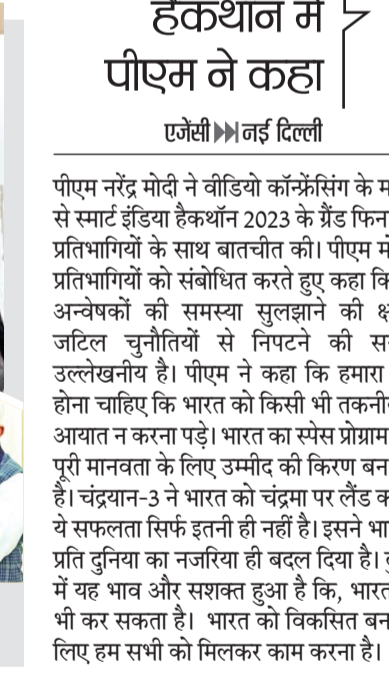 हैकथॉन में
पीएम ने कहा
एजेंसी नई दिल्ली
पीएम नरेंद्र मोदी ने वीडियो कॉन्फ्रेंसिंग के
से स्मार्ट इंडिया हैकथॉन 2023 के ग्रैंड
प्रतिभागियों के साथ बातचीत की। पीएम
प्रतिभागियों को संबोधित करते हुए कहा
अन्वेषकों की समस्या सुलझाने की
जटिल चुनौतियों से निपटने की
उल्लेखनीय है। पीएम ने कहा कि हमारा
होना चाहिए कि भारत को किसी भी
आयात न करना पड़े। भारत का स्पेस प्रोग्राम
पूरी मानवता के लिए उम्मीद की किरण बन
है। चंद्रयान-3 ने भारत को चंद्रमा पर लैंड
ये सफलता सिर्फ इतनी ही नहीं है। इसने
प्रति दुनिया का नजरिया ही बदल दिया है।
में यह भाव और सशक्त हुआ है कि, भारत
भी कर सकता है। भारत को विकसित
लिए हम सभी को मिलकर काम करना है।